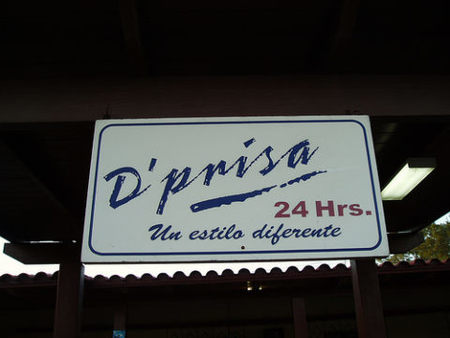 D'prisa
24 Hrs.
Un estilo diferente